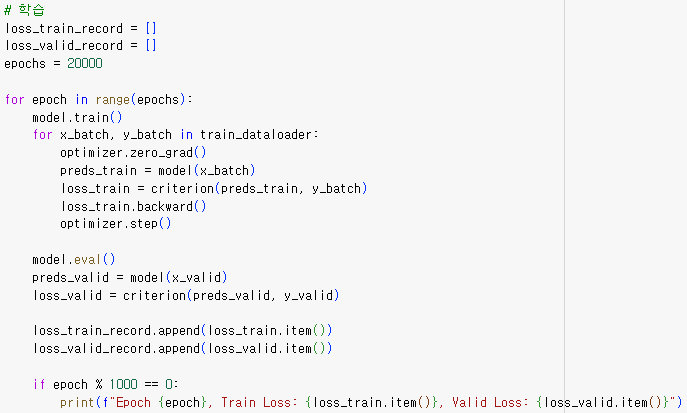 # 학습
loss_train_record = []
loss_valid_record = []
epochs = 20000

for epoch in range(epochs):
    model.train()
    for x_batch, y_batch in train_dataloader:
        optimizer.zero_grad()
        preds_train = model(x_batch)
        loss_train = criterion(preds_train, y_batch)
        loss_train.backward()
        optimizer.step()

    model.eval()
    preds_valid = model(x_valid)
    loss_valid = criterion(preds_valid, y_valid)

    loss_train_record.append(loss_train.item())
    loss_valid_record.append(loss_valid.item())

    if epoch % 1000 == 0:
        print(f"Epoch {epoch}, Train Loss: {loss_train.item()}, Valid Loss: {loss_valid.item()}")